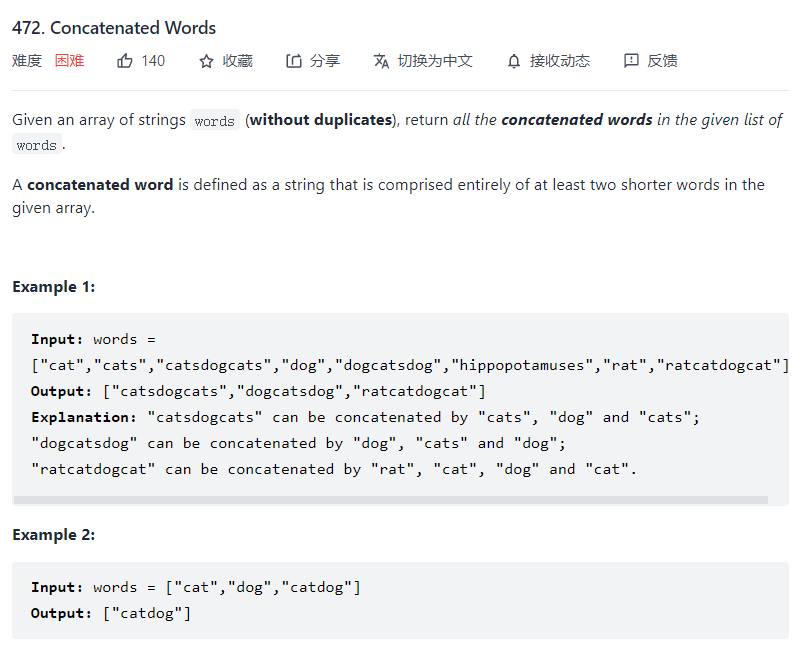 472. Concatenated Words
难度 困难 140 收藏 分享 切换为中文 接收动态 反馈
Given an array of strings words (without duplicates), return all the concatenated words in the given list of
words .
A concatenated word is defined as a string that is comprised entirely of at least two shorter words in the
given array.
Example 1:
Input: words =
["cat","cats","catsdogcats","dog","dogcatsdog","hippopotamuses","rat","ratcatdogcat"]
Output: ["catsdogcats","dogcatsdog","ratcatdogcat"]
Explanation: "catsdogcats" can be concatenated by "cats", "dog" and "cats";
"dogcatsdog" can be concatenated by "dog", "cats" and "dog";
"ratcatdogcat" can be concatenated by "rat", "cat", "dog" and "cat".
Example 2:
Input: words = ["cat","dog","catdog"]
Output: ["catdog"]